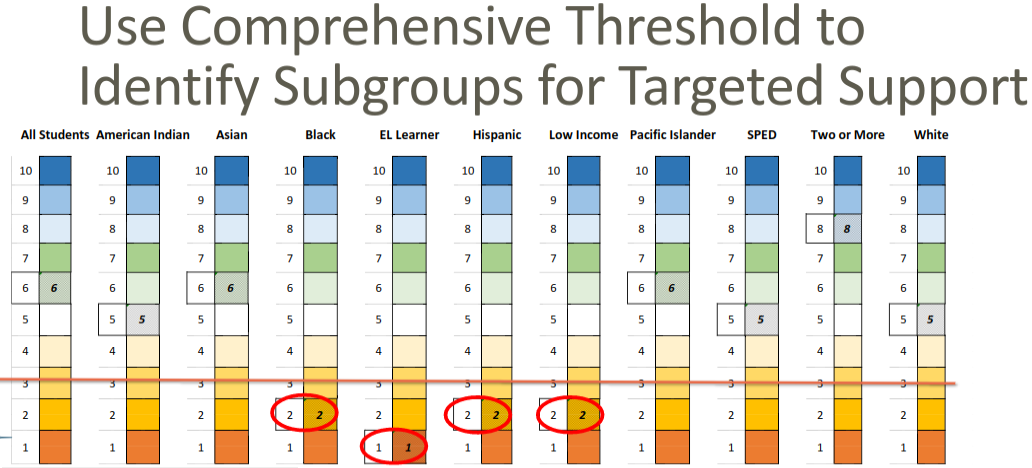 Use Comprehensive Threshold to
Identify Subgroups for Targeted Support
All Students American Indian Asian Black EL Learner Hispanic Low Income Pacific Islander SPED Two or More White
10 10 10 10 10 10 10 10 10 10 10
9 9 9 9 9 9 9 9 9 9 9
8 8 8 8 8 8 8 8 8 8 8 8
7 7 7 7 7 7 7 7 7 7 7
6 6 6 6 6 6 6 6 6 6 6 6 6 6
5 5 5 5 5 5 5 5 5 5 5 5 5 5
4 4 4 4 4 4 4 4 4 4 4
3 3 3 3 3 3 3 3 3 3 3
2 2 2 2 2 2 2 2 2 2 2 2 2 2
1 1 1 1 1 1 1 1 1 1 1 1